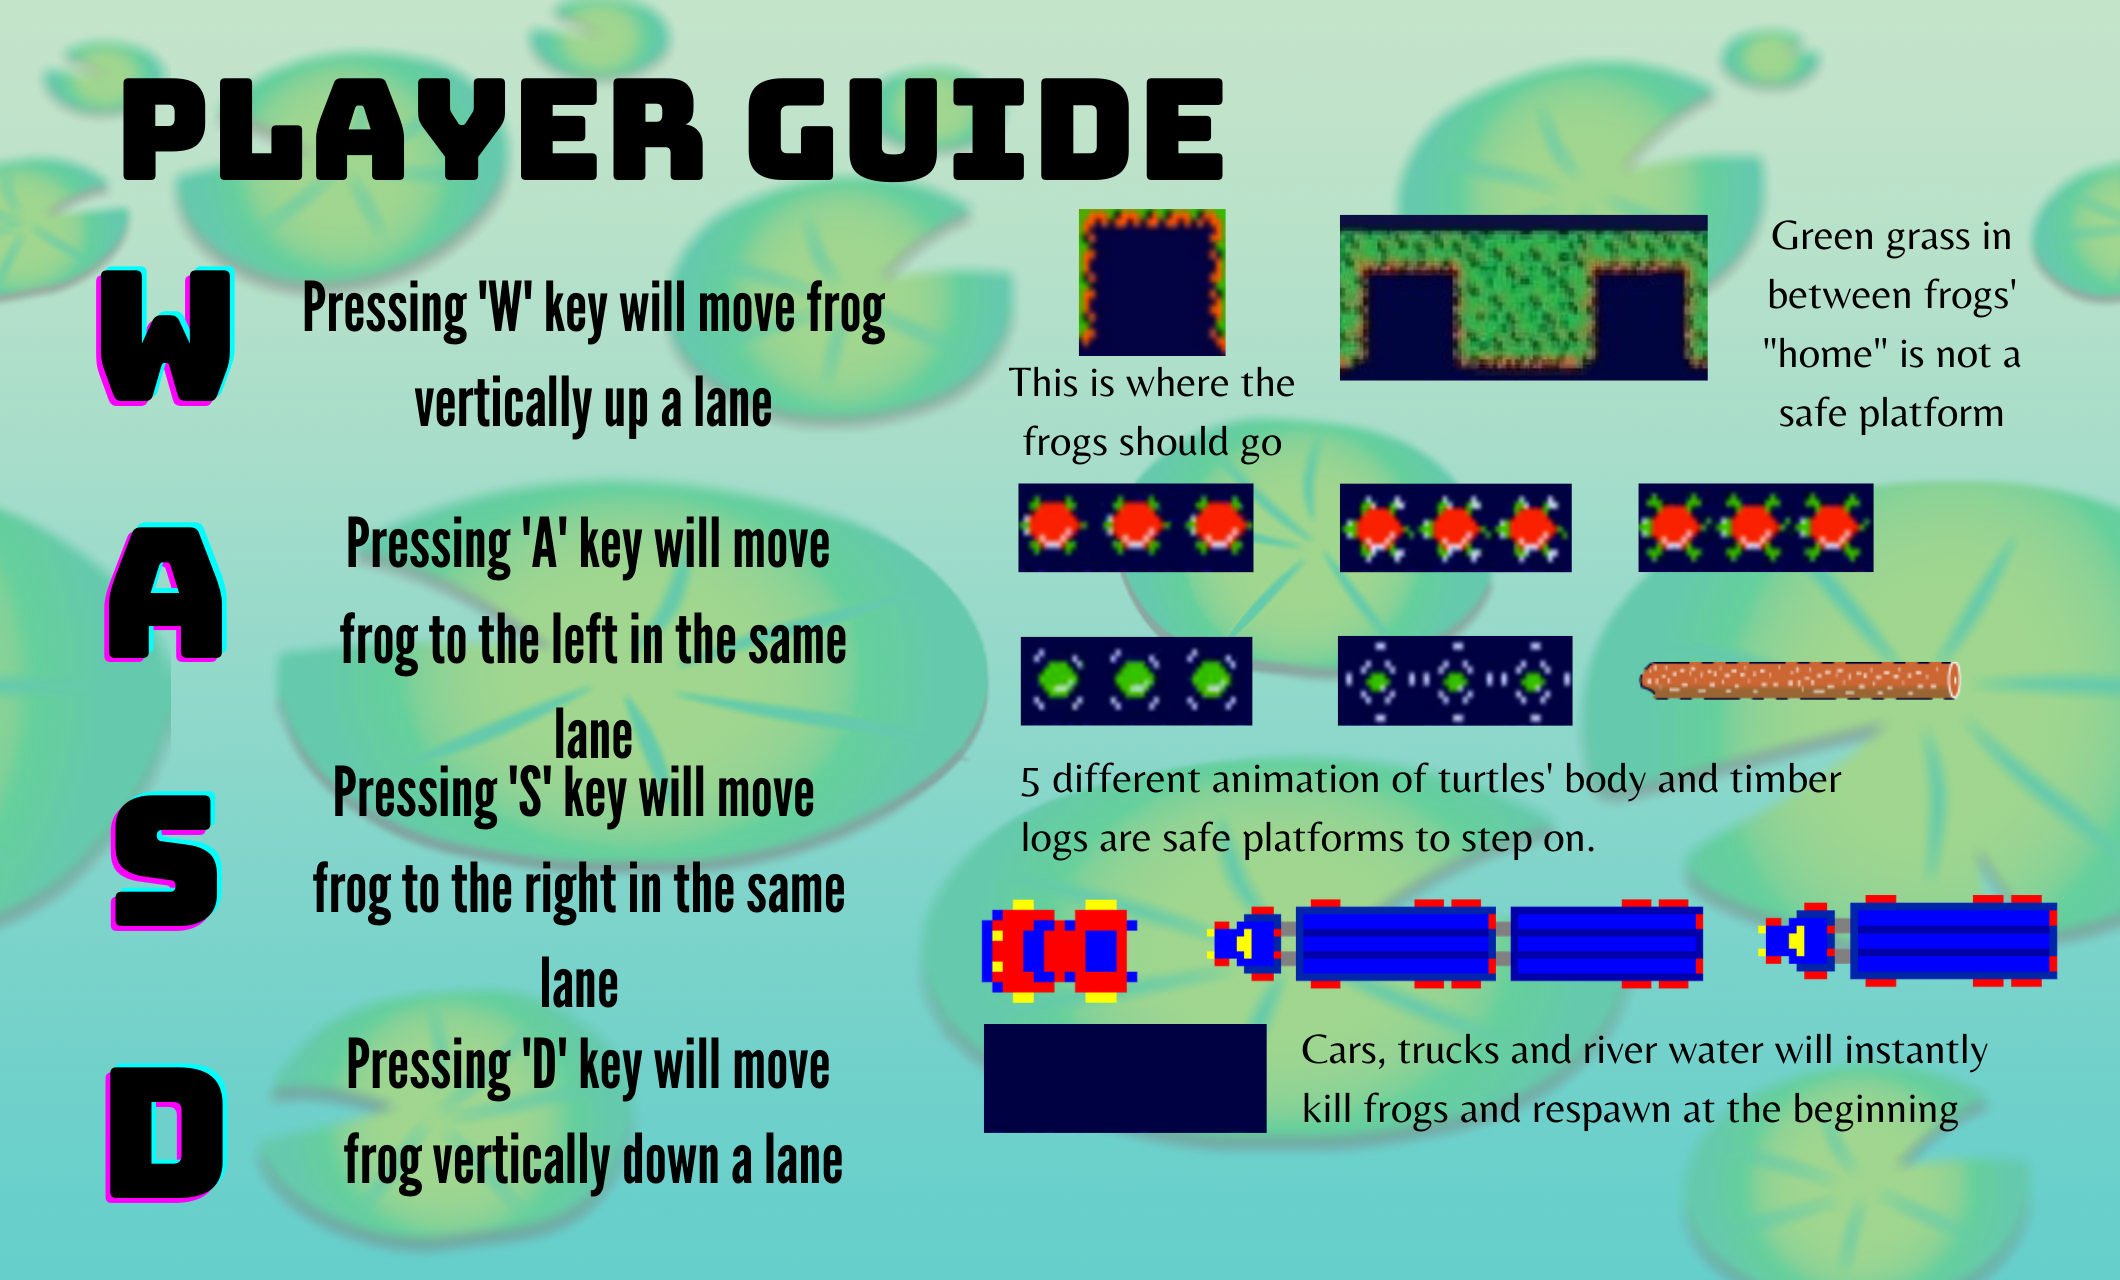 PLAYER GUIDE
W
Pressing 'W' key will move frog
vertically up a lane
A
Pressing 'A' key will move
frog to the left in the same
lane
S
Pressing 'S' key will move
frog to the right in the same
lane
D
Pressing 'D' key will move
frog vertically down a lane
This is where the
frogs should go
Green grass in
between frogs'
"home" is not a
safe platform
5 different animation of turtles' body and timber
logs are safe platforms to step on.
Cars, trucks and river water will instantly
kill frogs and respawn at the beginning